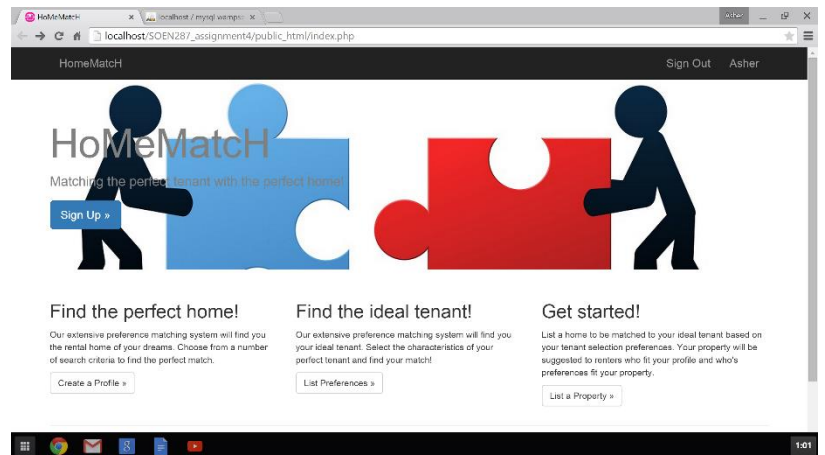 HoMeMatcH
localhost / mysql wampse
Asher
localhost/SOEN287_assignment4/public_html/index.php
HomeMatcH
Sign Out
Asher
HoMeMatcH
Matching the perfect tenant with the perfect home!
Sign Up »
Find the perfect home!
Our extensive preference matching system will find you
the rental home of your dreams. Choose from a number
of search criteria to find the perfect match.
Create a Profile »
Find the ideal tenant!
Our extensive preference matching system will find you
your ideal tenant. Select the characteristics of your
perfect tenant and find your match!
List Preferences »
Get started!
List a home to be matched to your ideal tenant based on
your tenant selection preferences. Your property will be
suggested to renters who fit your profile and who's
preferences fit your property.
List a Property »
1:01